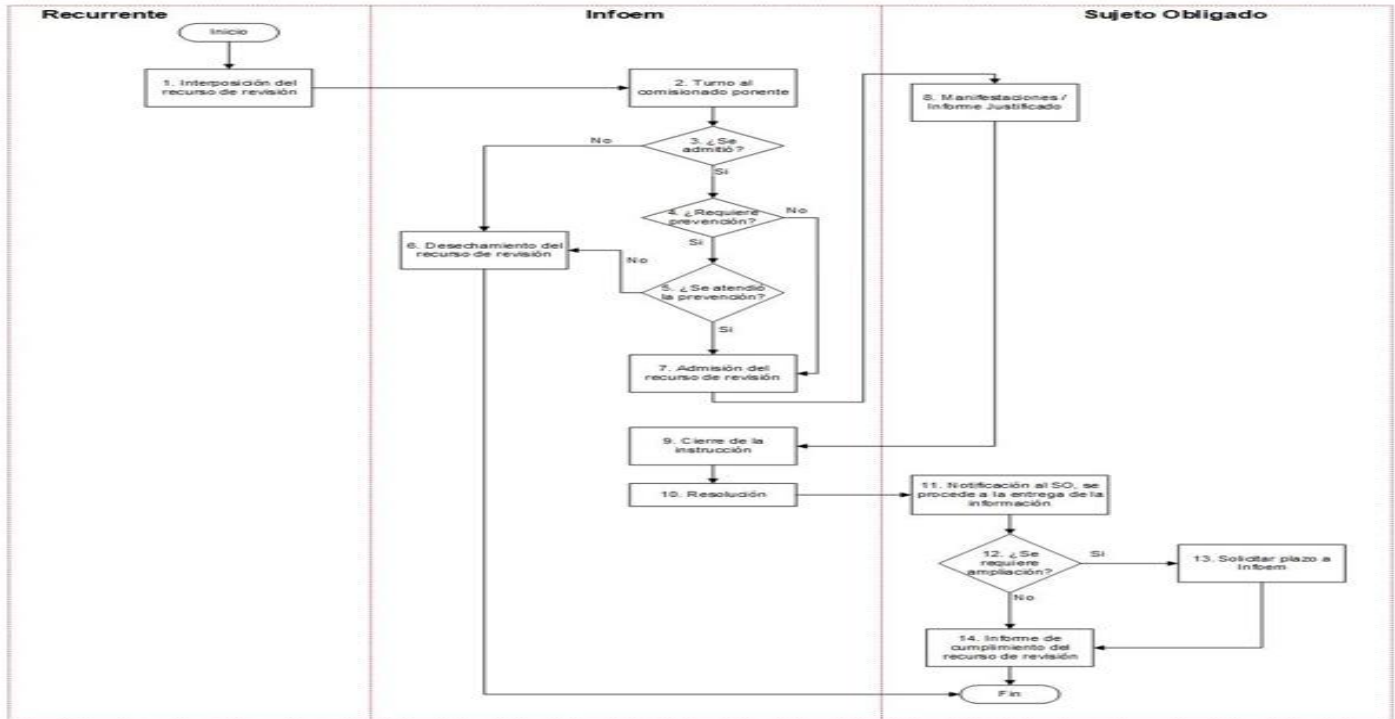 Recurrente
Infoem
Sujeto Obligado
Inicio
1. Interposición del
recurso de revisión
2. Turno al
comisionado ponente
3. ¿Se
admitió?
No
Si
4. ¿Requiere
prevención?
No
Si
5. ¿Se atendió
la prevención?
No
Si
6. Desechamiento del
recurso de revisión
7. Admisión del
recurso de revisión
8. Manifestaciones /
Informe Justificado
9. Cierre de la
instrucción
10. Resolución
11. Notificación al SO, se
procede a la entrega de la
información
12. ¿Se
requiere
ampliación?
Si
No
13. Solicitar plazo a
Infoem
14. Informe de
cumplimiento del
recurso de revisión
Fin